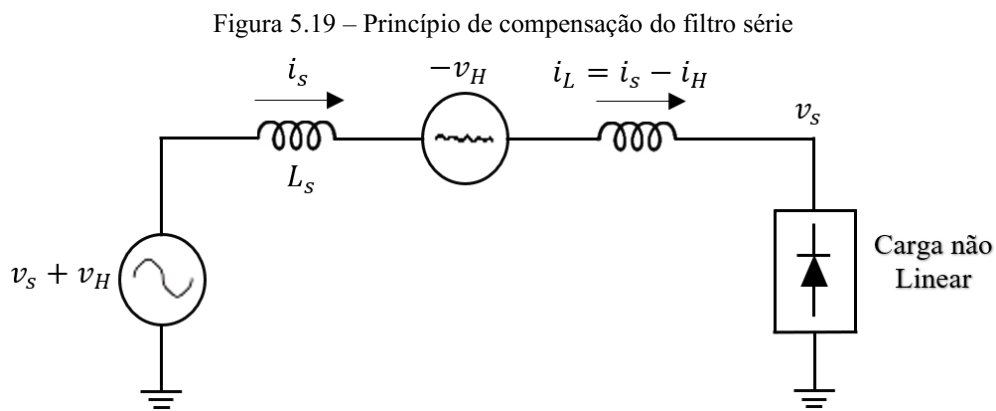 Figura 5.19 – Princípio de compensação do filtro série
i_s
−v_H
i_L = i_s − i_H
v_s
L_s
v_s + v_H
Carga não
Linear